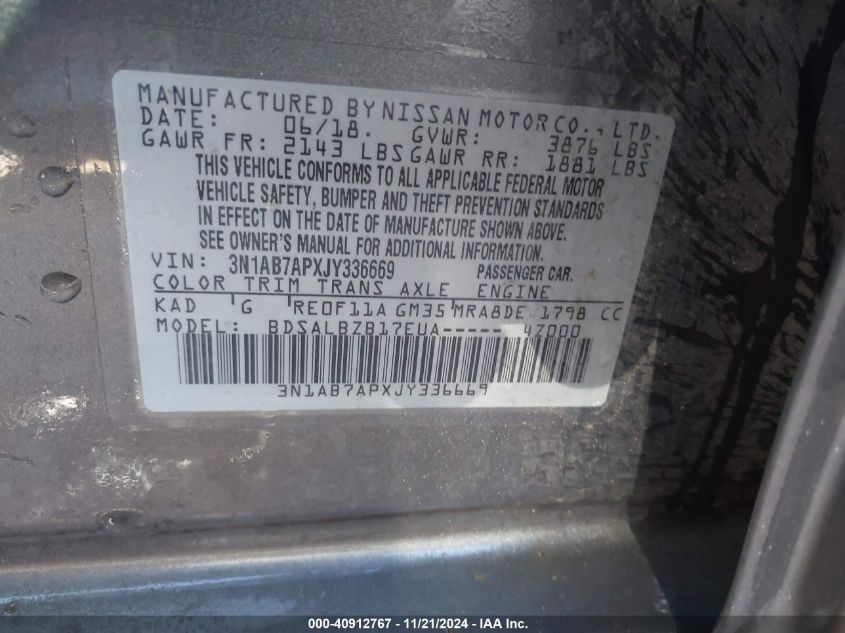 MANUFACTURED BY NISSAN MOTOR CO., LTD.
DATE: 06/18. GVWR: 3876 LBS
GAWR FR: 2143 LBS GAWR RR: 1881 LBS
THIS VEHICLE CONFORMS TO ALL APPLICABLE FEDERAL MOTOR
VEHICLE SAFETY, BUMPER AND THEFT PREVENTION STANDARDS
IN EFFECT ON THE DATE OF MANUFACTURE SHOWN ABOVE.
SEE OWNER'S MANUAL FOR ADDITIONAL INFORMATION.
VIN: 3N1AB7APXJY336669 PASSENGER CAR.
COLOR TRIM TRANS AXLE ENGINE
KAD G RE0F11A GM35 MRA8DE 1798 CC
MODEL: BDSALBZB17EUA----- 4Z000
3N1AB7APXJY336669
000-40912767 - 11/21/2024 - IAA Inc.